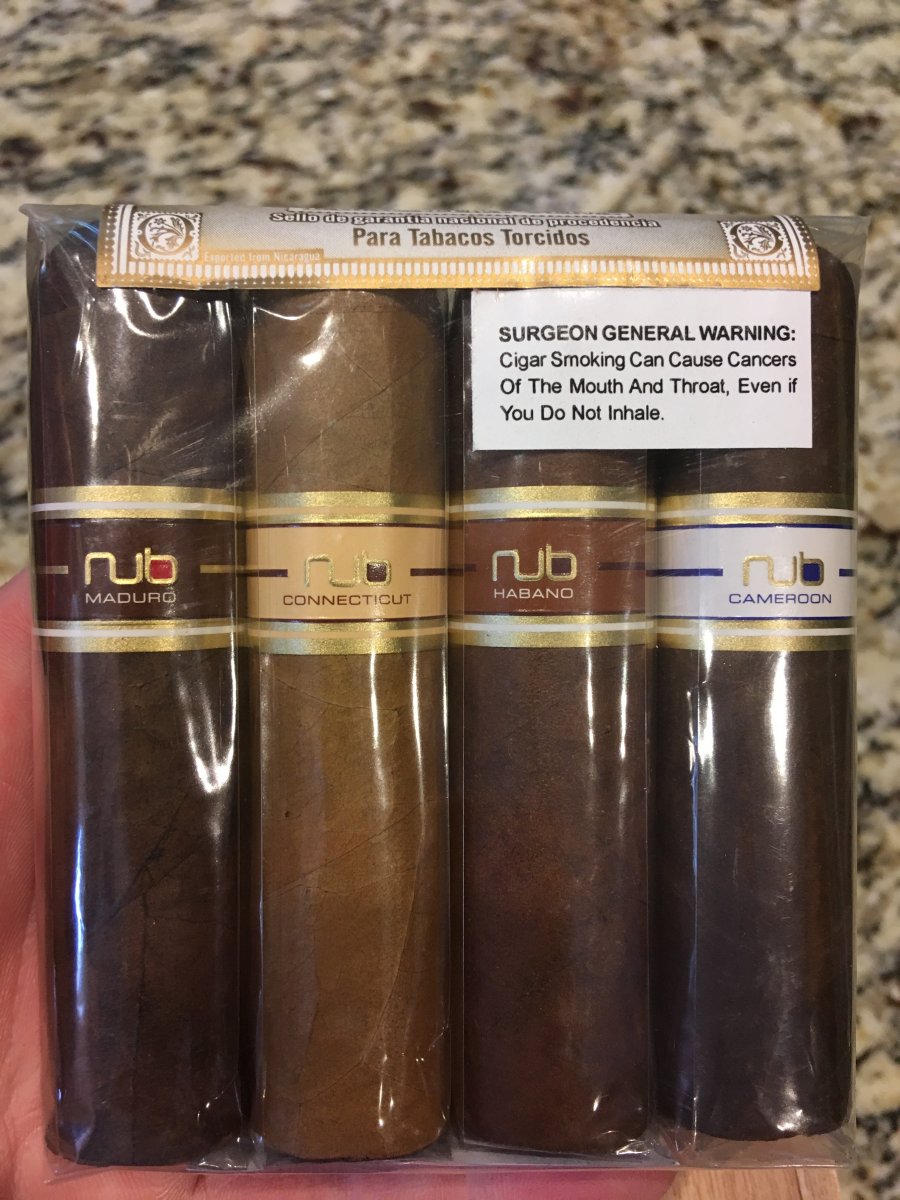 Sello de garantia nacional de procedencia
Para Tabacos Torcidos
Exported from Nicaragua
SURGEON GENERAL WARNING:
Cigar Smoking Can Cause Cancers
Of The Mouth And Throat, Even if
You Do Not Inhale.
nub
MADURO
nub
CONNECTICUT
nub
HABANO
nub
CAMEROON